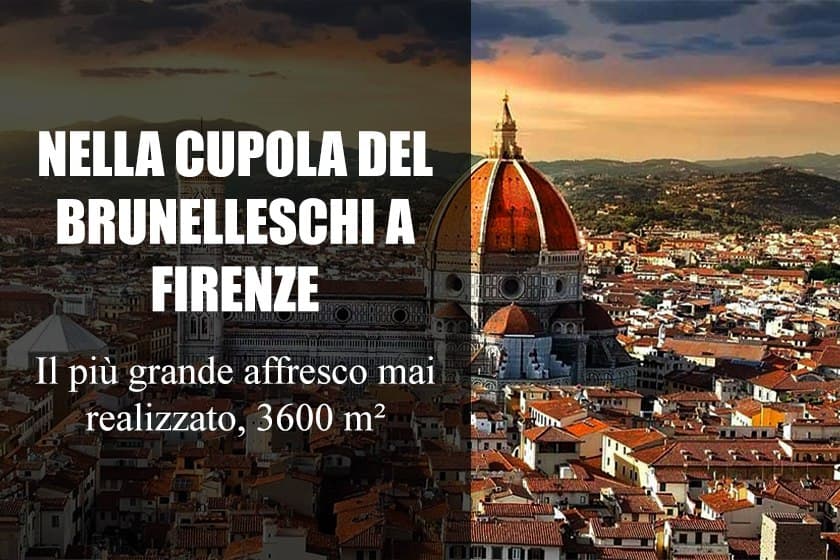 NELLA CUPOLA DEL
BRUNELLESCHI A
FIRENZE
Il più grande affresco mai
realizzato, 3600 m²